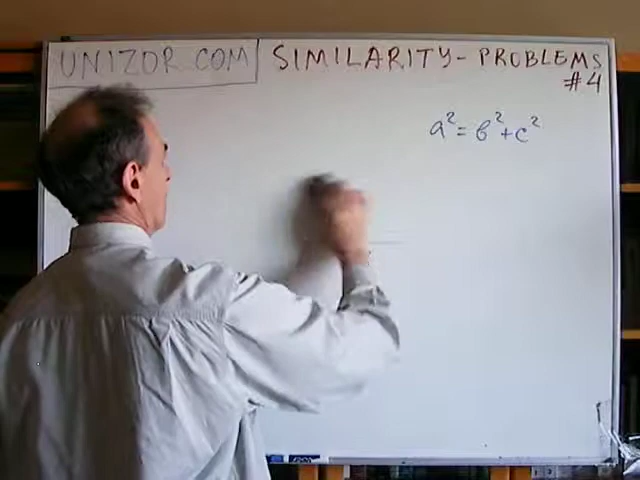 UNIZOR.COM SIMILARITY - PROBLEMS
#4
a² = b² + c²